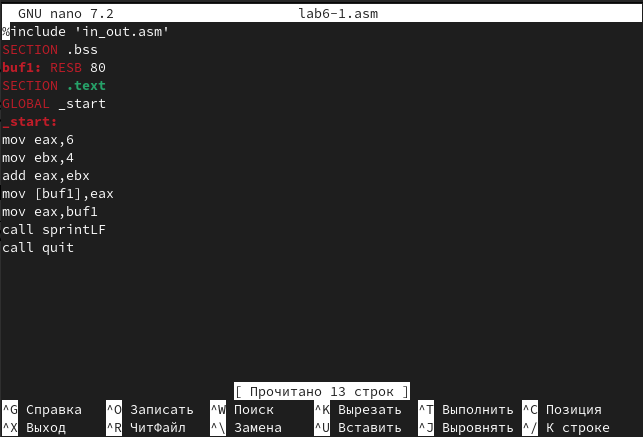 GNU nano 7.2 lab6-1.asm
%include 'in_out.asm'
SECTION .bss
buf1: RESB 80
SECTION .text
GLOBAL _start
_start:
mov eax,6
mov ebx,4
add eax,ebx
mov [buf1],eax
mov eax,buf1
call sprintLF
call quit
[ Прочитано 13 строк ]
^G Справка ^O Записать ^W Поиск ^K Вырезать ^T Выполнить ^C Позиция
^X Выход ^R ЧитФайл ^\ Замена ^U Вставить ^J Выровнять ^/ К строке